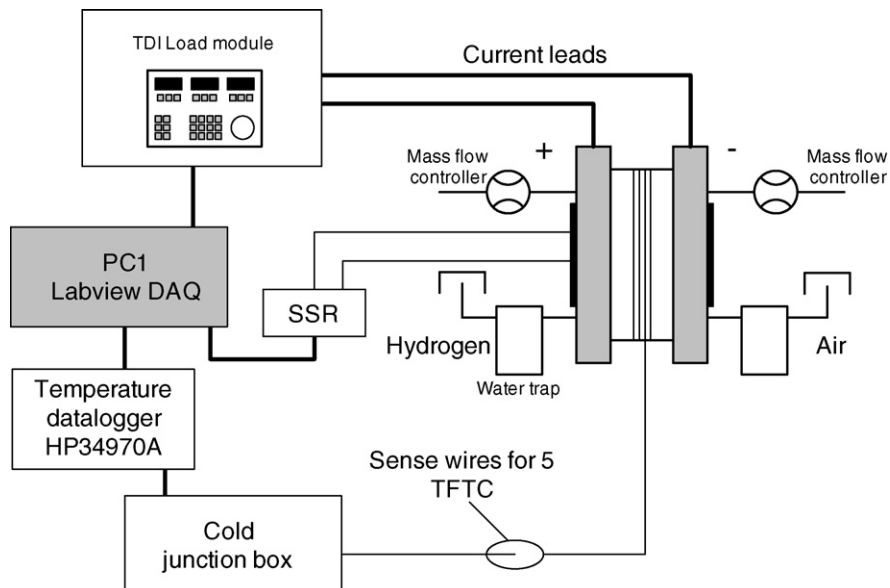 TDI Load module
Current leads
Mass flow
controller
+
-
Mass flow
controller
PC1
Labview DAQ
SSR
Hydrogen
Air
Water trap
Temperature
datalogger
HP34970A
Sense wires for 5
TFTC
Cold
junction box